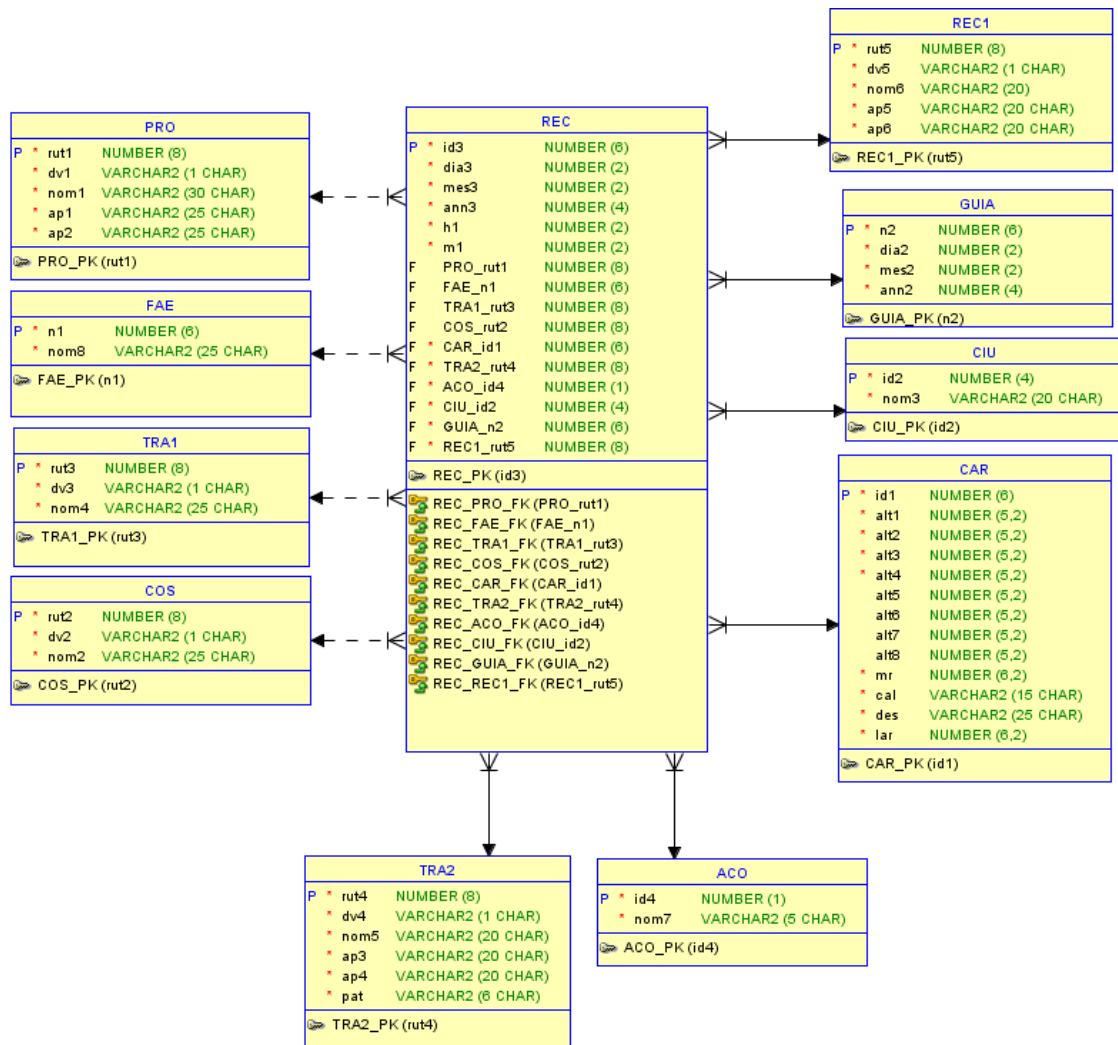 PRO
P * rut1 NUMBER (8)
* dv1 VARCHAR2 (1 CHAR)
* nom1 VARCHAR2 (30 CHAR)
* ap1 VARCHAR2 (25 CHAR)
* ap2 VARCHAR2 (25 CHAR)
PRO_PK (rut1)
FAE
P * n1 NUMBER (6)
* nom8 VARCHAR2 (25 CHAR)
FAE_PK (n1)
TRA1
P * rut3 NUMBER (8)
* dv3 VARCHAR2 (1 CHAR)
* nom4 VARCHAR2 (25 CHAR)
TRA1_PK (rut3)
COS
P * rut2 NUMBER (8)
* dv2 VARCHAR2 (1 CHAR)
* nom2 VARCHAR2 (25 CHAR)
COS_PK (rut2)
REC
P * id3 NUMBER (6)
* dia3 NUMBER (2)
* mes3 NUMBER (2)
* ann3 NUMBER (4)
* h1 NUMBER (2)
* m1 NUMBER (2)
F PRO_rut1 NUMBER (8)
F FAE_n1 NUMBER (6)
F TRA1_rut3 NUMBER (8)
F COS_rut2 NUMBER (8)
F * CAR_id1 NUMBER (6)
F * TRA2_rut4 NUMBER (8)
F * ACO_id4 NUMBER (1)
F * CIU_id2 NUMBER (4)
F * GUIA_n2 NUMBER (6)
F * REC1_rut5 NUMBER (8)
REC_PK (id3)
REC_PRO_FK (PRO_rut1)
REC_FAE_FK (FAE_n1)
REC_TRA1_FK (TRA1_rut3)
REC_COS_FK (COS_rut2)
REC_CAR_FK (CAR_id1)
REC_TRA2_FK (TRA2_rut4)
REC_ACO_FK (ACO_id4)
REC_CIU_FK (CIU_id2)
REC_GUIA_FK (GUIA_n2)
REC_REC1_FK (REC1_rut5)
REC1
P * rut5 NUMBER (8)
* dv5 VARCHAR2 (1 CHAR)
* nom6 VARCHAR2 (20)
* ap5 VARCHAR2 (20 CHAR)
* ap6 VARCHAR2 (20 CHAR)
REC1_PK (rut5)
GUIA
P * n2 NUMBER (6)
* dia2 NUMBER (2)
* mes2 NUMBER (2)
* ann2 NUMBER (4)
GUIA_PK (n2)
CIU
P * id2 NUMBER (4)
* nom3 VARCHAR2 (20 CHAR)
CIU_PK (id2)
CAR
P * id1 NUMBER (6)
* alt1 NUMBER (5,2)
* alt2 NUMBER (5,2)
* alt3 NUMBER (5,2)
* alt4 NUMBER (5,2)
alt5 NUMBER (5,2)
alt6 NUMBER (5,2)
alt7 NUMBER (5,2)
alt8 NUMBER (5,2)
* mr NUMBER (6,2)
* cal VARCHAR2 (15 CHAR)
* des VARCHAR2 (25 CHAR)
* lar NUMBER (6,2)
CAR_PK (id1)
TRA2
P * rut4 NUMBER (8)
* dv4 VARCHAR2 (1 CHAR)
* nom5 VARCHAR2 (20 CHAR)
* ap3 VARCHAR2 (20 CHAR)
* ap4 VARCHAR2 (20 CHAR)
* pat VARCHAR2 (6 CHAR)
TRA2_PK (rut4)
ACO
P * id4 NUMBER (1)
* nom7 VARCHAR2 (5 CHAR)
ACO_PK (id4)